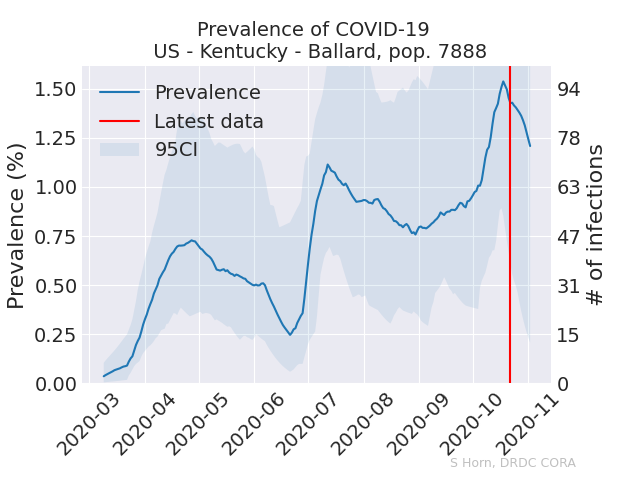 Prevalence of COVID-19
US - Kentucky - Ballard, pop. 7888
Prevalence (%)
1.50
1.25
1.00
0.75
0.50
0.25
0.00
Prevalence
Latest data
95CI
94
78
63
47
31
15
0
# of infections
2020-03
2020-04
2020-05
2020-06
2020-07
2020-08
2020-09
2020-10
2020-11
S Horn, DRDC CORA